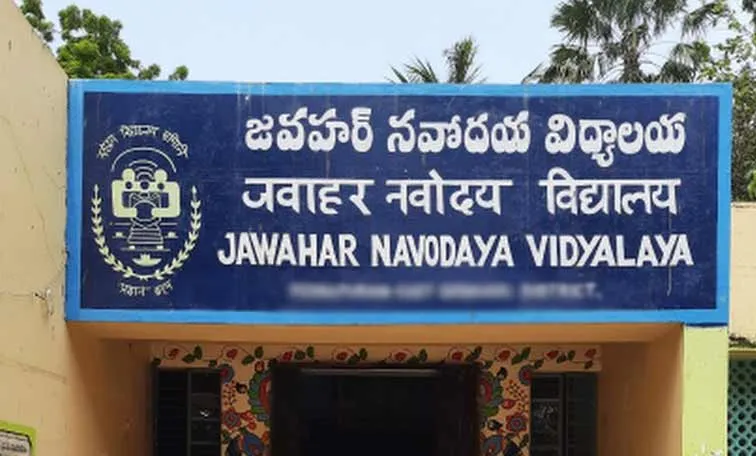 జవహర్ నవోదయ విద్యాలయ
जवाहर नवोदय विद्यालय
JAWAHAR NAVODAYA VIDYALAYA